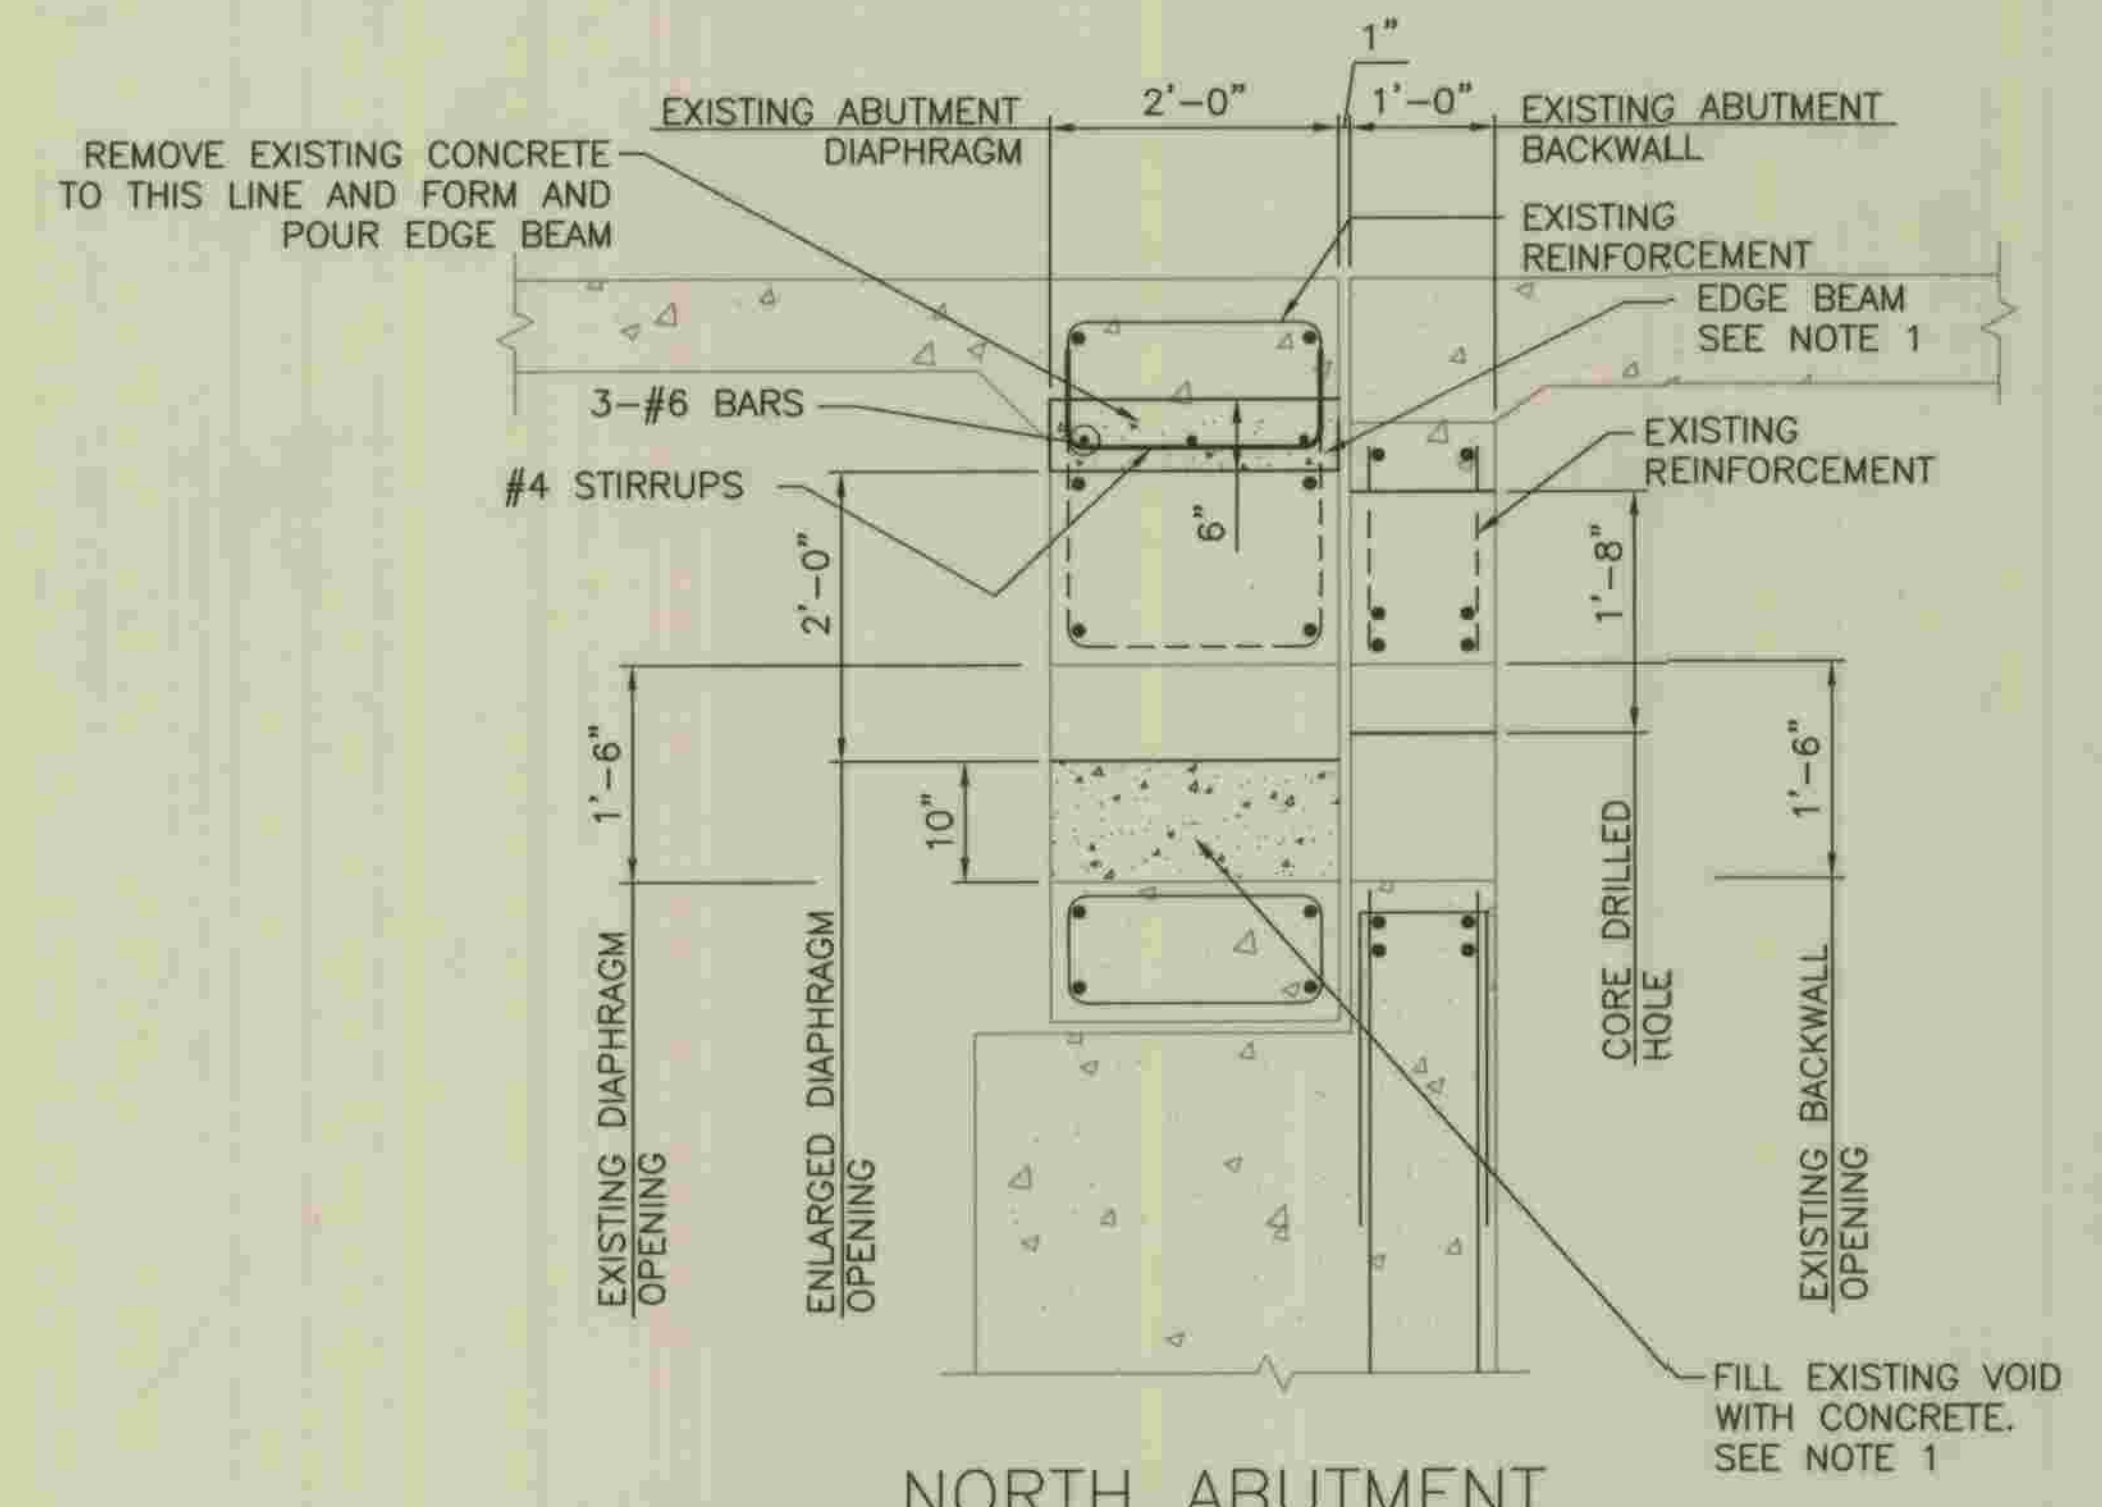 1"
2'-0"
1'-0"
EXISTING ABUTMENT
DIAPHRAGM
EXISTING ABUTMENT
BACKWALL
REMOVE EXISTING CONCRETE
TO THIS LINE AND FORM AND
POUR EDGE BEAM
EXISTING
REINFORCEMENT
EDGE BEAM
SEE NOTE 1
3-#6 BARS
EXISTING
REINFORCEMENT
#4 STIRRUPS
6"
2'-0"
1'-8"
1'-6"
10"
1'-6"
EXISTING DIAPHRAGM
OPENING
ENLARGED DIAPHRAGM
OPENING
CORE DRILLED
HOLE
EXISTING BACKWALL
OPENING
FILL EXISTING VOID
WITH CONCRETE.
SEE NOTE 1
NORTH ABUTMENT